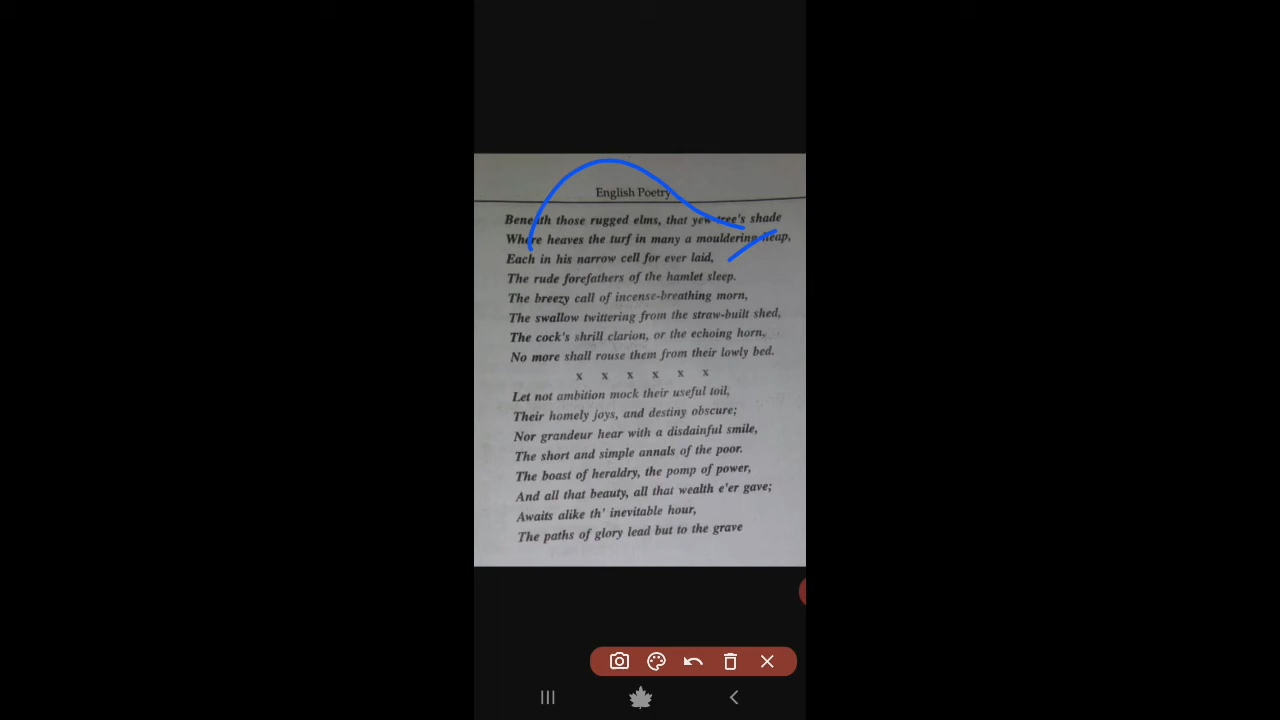 English Poetry
Beneath those rugged elms, that yew-tree's shade
Where heaves the turf in many a mouldering heap,
Each in his narrow cell for ever laid,
The rude forefathers of the hamlet sleep.
The breezy call of incense-breathing morn,
The swallow twittering from the straw-built shed,
The cock's shrill clarion, or the echoing horn,
No more shall rouse them from their lowly bed.
x x x x x x
Let not ambition mock their useful toil,
Their homely joys, and destiny obscure;
Nor grandeur hear with a disdainful smile,
The short and simple annals of the poor.
The boast of heraldry, the pomp of power,
And all that beauty, all that wealth e'er gave;
Awaits alike th' inevitable hour,
The paths of glory lead but to the grave